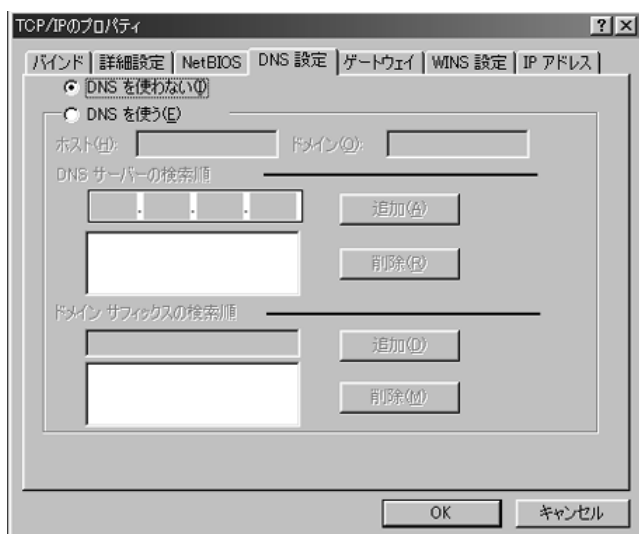 TCP/IPのプロパティ
バインド 詳細設定 NetBIOS DNS 設定 ゲートウェイ WINS 設定 IP アドレス
DNS を使わない(I)
DNS を使う(E)
ホスト(H): ドメイン(O):
DNS サーバーの検索順
. . . 追加(A)
削除(R)
ドメイン サフィックスの検索順
追加(D)
削除(M)
OK キャンセル